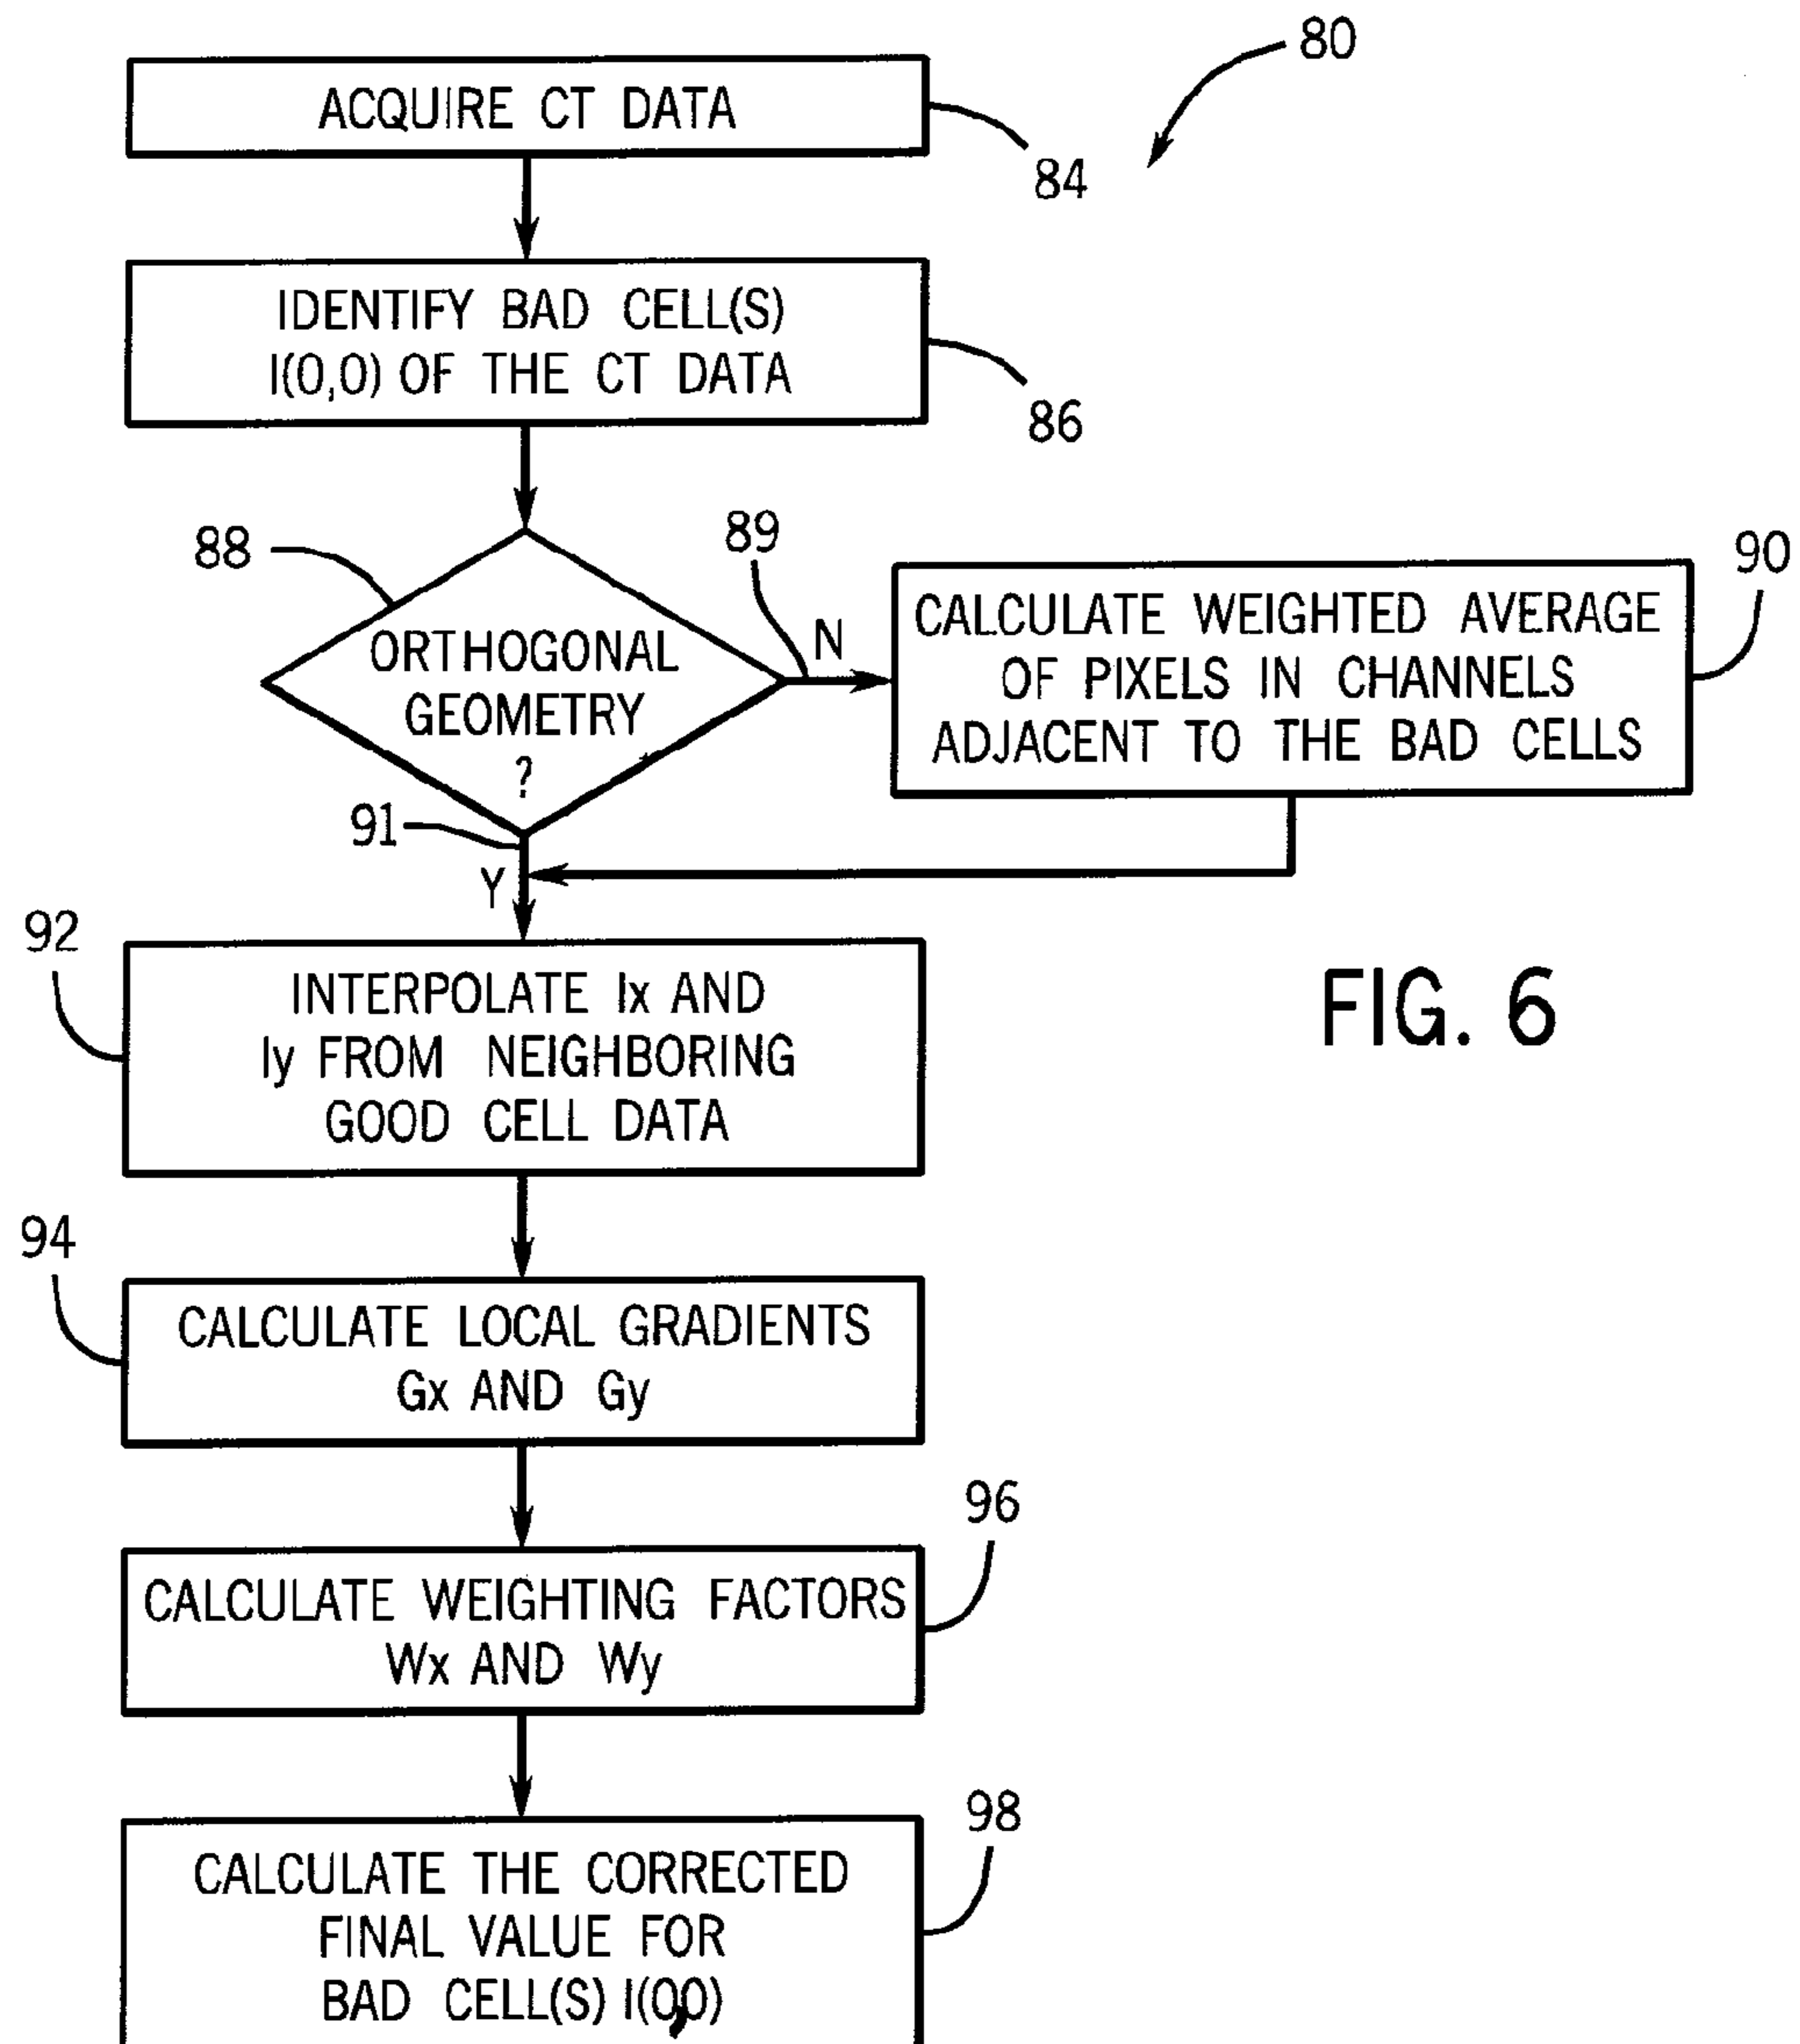 80
ACQUIRE CT DATA
84
IDENTIFY BAD CELL(S)
I(0,0) OF THE CT DATA
86
88
ORTHOGONAL
GEOMETRY
?
89
N
90
CALCULATE WEIGHTED AVERAGE
OF PIXELS IN CHANNELS
ADJACENT TO THE BAD CELLS
91
Y
92
INTERPOLATE Ix AND
Iy FROM NEIGHBORING
GOOD CELL DATA
FIG. 6
94
CALCULATE LOCAL GRADIENTS
Gx AND Gy
96
CALCULATE WEIGHTING FACTORS
Wx AND Wy
98
CALCULATE THE CORRECTED
FINAL VALUE FOR
BAD CELL(S) I(0,0)